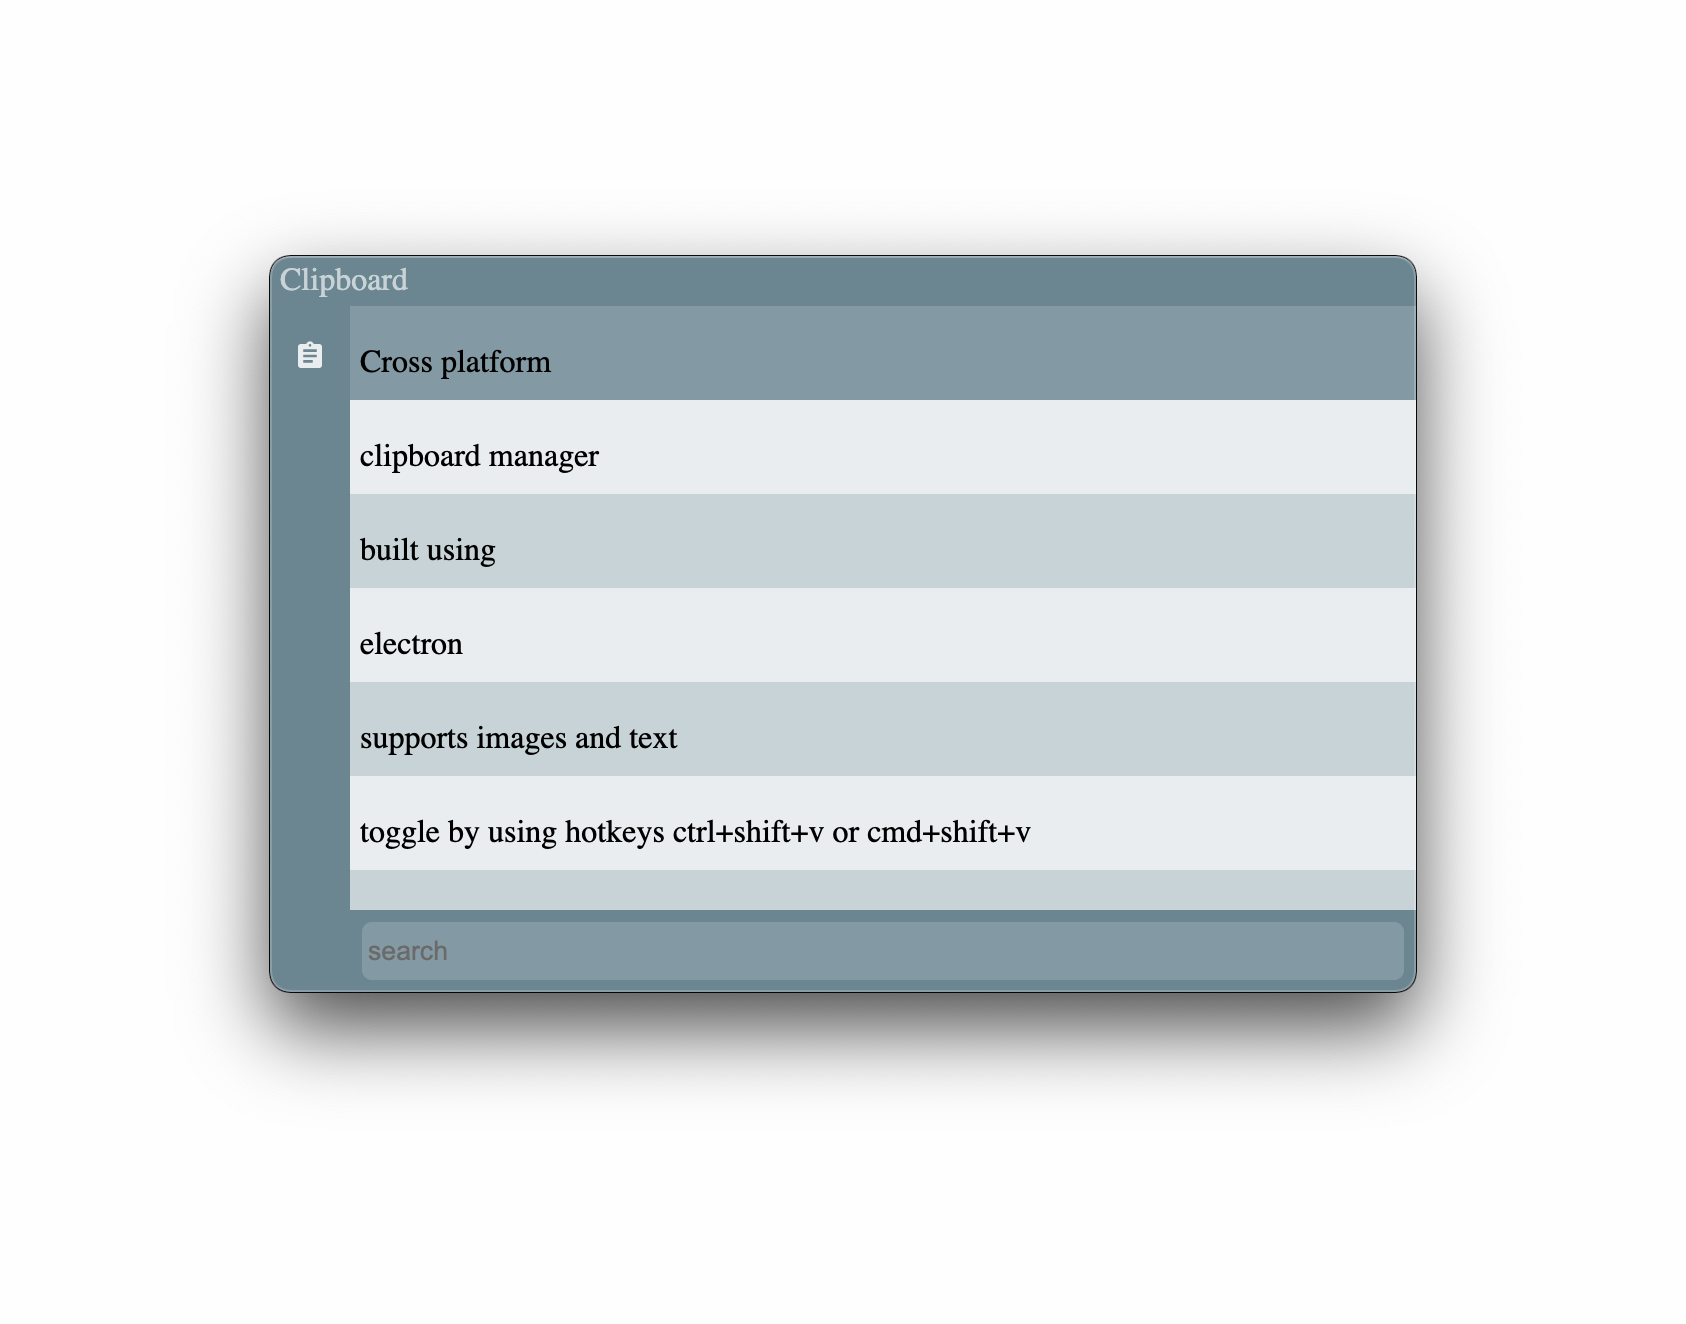 Clipboard
Cross platform
clipboard manager
built using
electron
supports images and text
toggle by using hotkeys ctrl+shift+v or cmd+shift+v
search